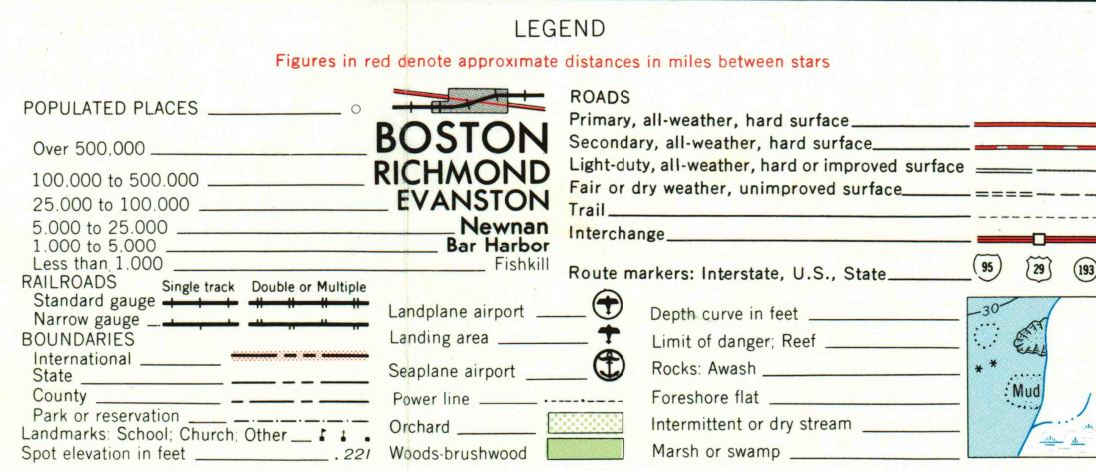 LEGEND
Figures in red denote approximate distances in miles between stars
POPULATED PLACES
Over 500,000 BOSTON
100.000 to 500.000 RICHMOND
25.000 to 100.000 EVANSTON
5.000 to 25.000 Newnan
1.000 to 5,000 Bar Harbor
Less than 1.000 Fishkill
RAILROADS Single track Double or Multiple
Standard gauge
Narrow gauge
BOUNDARIES
International
State
County
Park or reservation
Landmarks: School; Church; Other
Spot elevation in feet .221
ROADS
Primary, all-weather, hard surface
Secondary, all-weather, hard surface
Light-duty, all-weather, hard or improved surface
Fair or dry weather, unimproved surface
Trail
Interchange
Route markers: Interstate, U.S., State 95 29 193
Landplane airport
Landing area
Seaplane airport
Power line
Orchard
Woods-brushwood
Depth curve in feet 30
Limit of danger; Reef
Rocks: Awash
Foreshore flat Mud
Intermittent or dry stream
Marsh or swamp